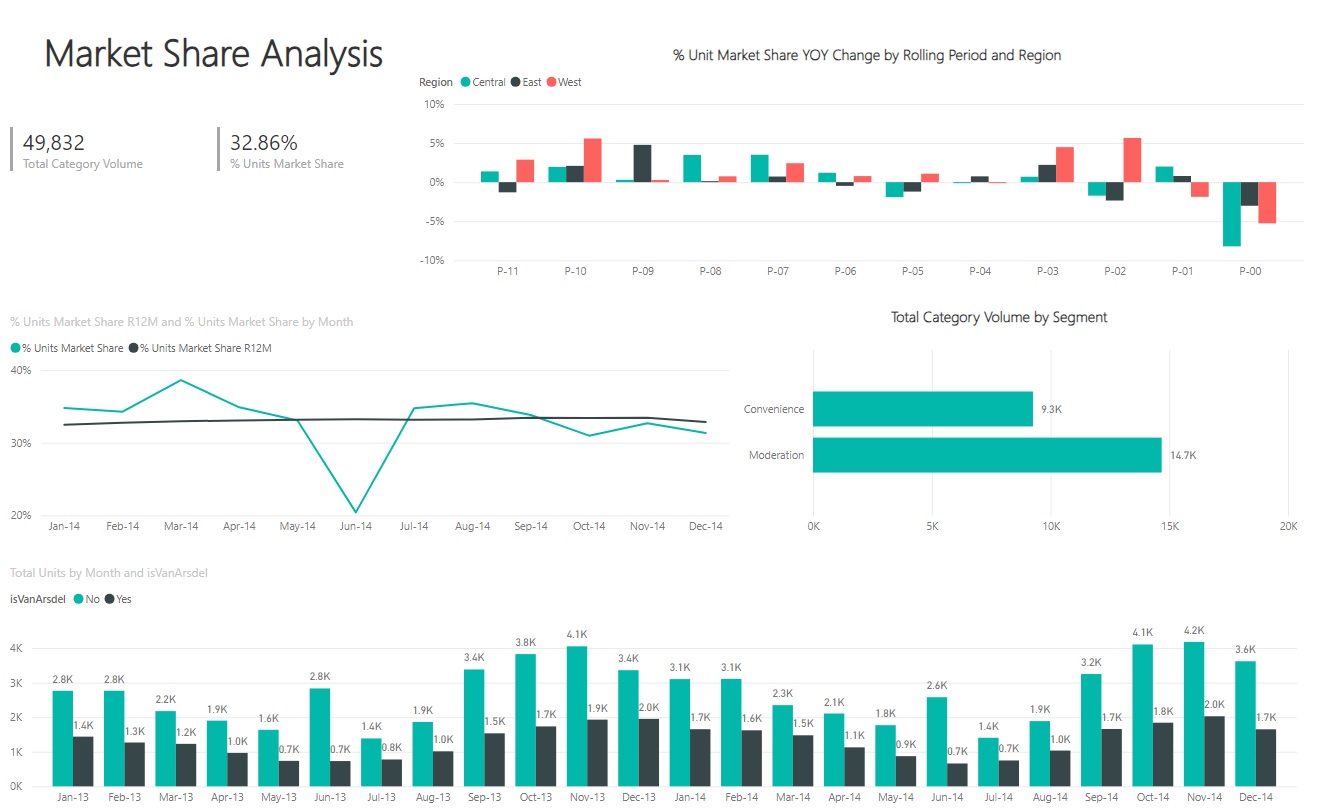 Market Share Analysis
49,832
Total Category Volume
32.86%
% Units Market Share
% Unit Market Share YOY Change by Rolling Period and Region
Region Central East West
10%
5%
0%
-5%
-10%
P-11 P-10 P-09 P-08 P-07 P-06 P-05 P-04 P-03 P-02 P-01 P-00
% Units Market Share R12M and % Units Market Share by Month
% Units Market Share % Units Market Share R12M
40%
30%
20%
Jan-14 Feb-14 Mar-14 Apr-14 May-14 Jun-14 Jul-14 Aug-14 Sep-14 Oct-14 Nov-14 Dec-14
Total Category Volume by Segment
Convenience 9.3K
Moderation 14.7K
0K 5K 10K 15K 20K
Total Units by Month and isVanArsdel
isVanArsdel No Yes
4K
3K
2K
1K
0K
2.8K 1.4K 2.8K 1.3K 2.2K 1.2K 1.9K 1.0K 1.6K 0.7K 2.8K 0.7K 1.4K 0.8K 1.9K 1.0K 3.4K 1.5K 3.8K 1.7K 4.1K 1.9K 3.4K 2.0K 3.1K 1.7K 3.1K 1.6K 2.3K 1.5K 2.1K 1.1K 1.8K 0.9K 2.6K 0.7K 1.4K 0.7K 1.9K 1.0K 3.2K 1.7K 4.1K 1.8K 4.2K 2.0K 3.6K 1.7K
Jan-13 Feb-13 Mar-13 Apr-13 May-13 Jun-13 Jul-13 Aug-13 Sep-13 Oct-13 Nov-13 Dec-13 Jan-14 Feb-14 Mar-14 Apr-14 May-14 Jun-14 Jul-14 Aug-14 Sep-14 Oct-14 Nov-14 Dec-14